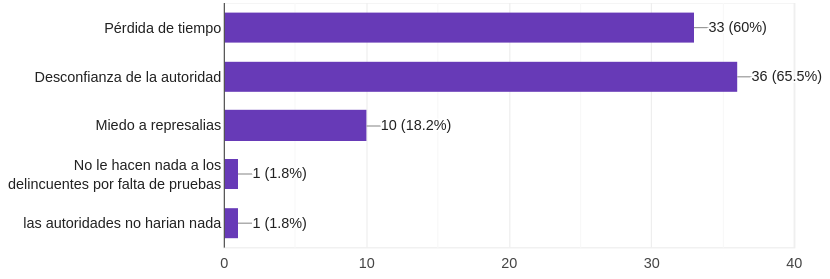 Pérdida de tiempo
33 (60%)
Desconfianza de la autoridad
36 (65.5%)
Miedo a represalias
10 (18.2%)
No le hacen nada a los
delincuentes por falta de pruebas
1 (1.8%)
las autoridades no harian nada
1 (1.8%)
0
10
20
30
40